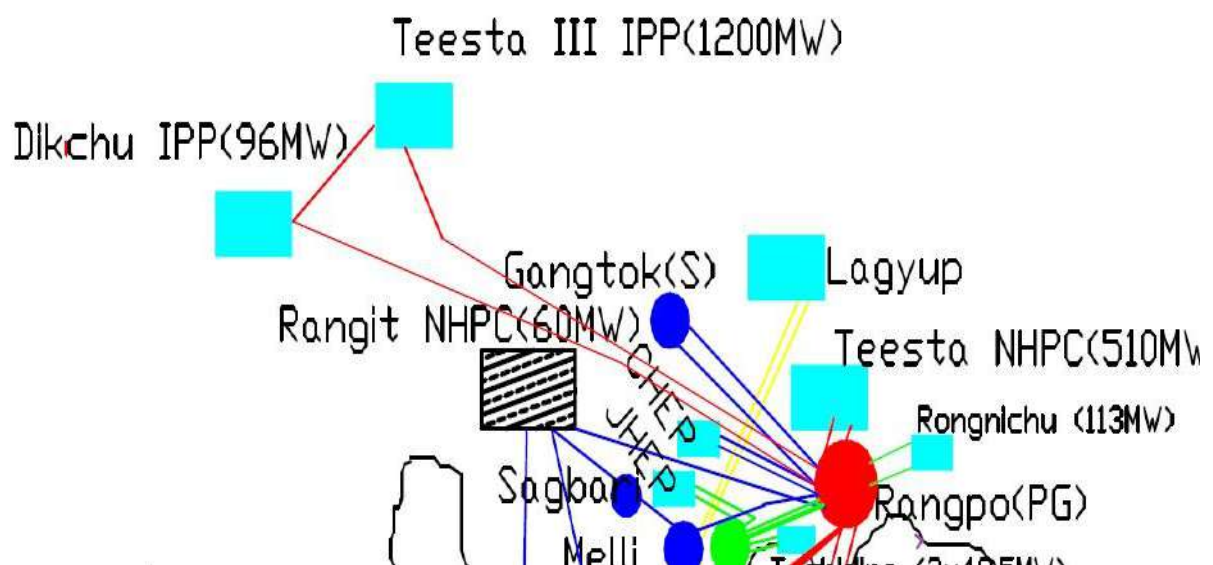 Teesta III IPP(1200MW)
Dikchu IPP(96MW)
Gangtok(S)
Lagyup
Rangit NHPC(60MW)
Teesta NHPC(510MW
CHEP
Rongnichu (113MW)
JHEP
Sagbari
Rangpo(PG)
Melli